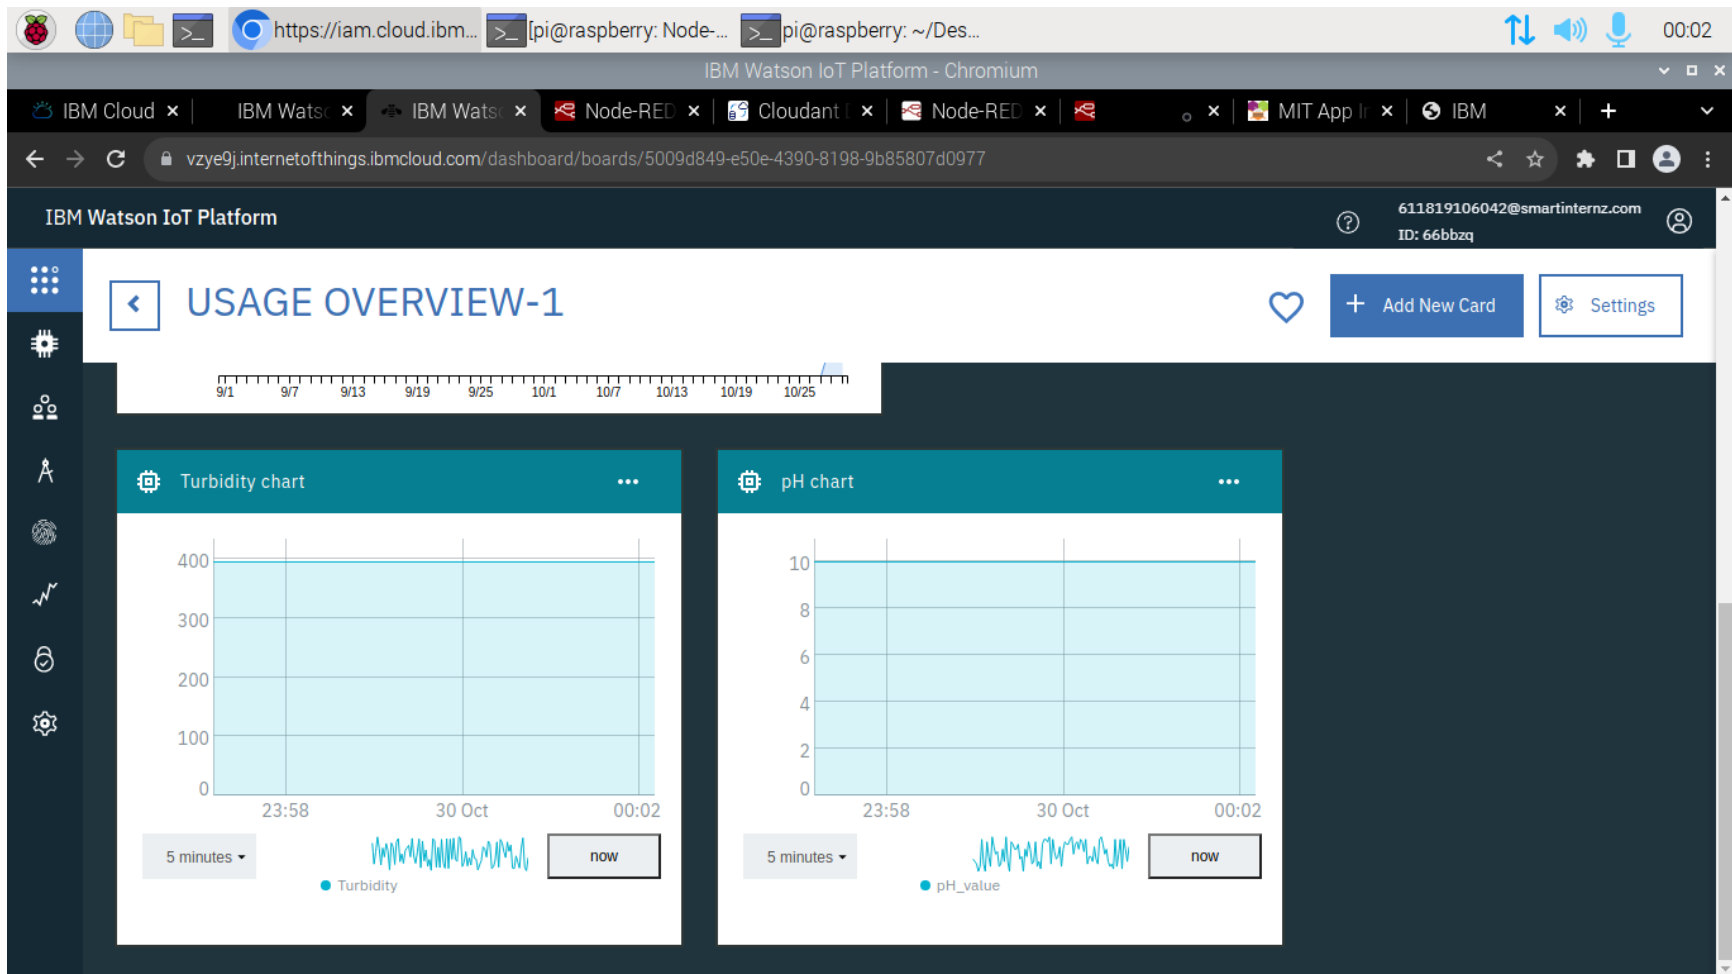 https://iam.cloud.ibm... [pi@raspberry: Node-... pi@raspberry: ~/Des... 00:02
IBM Watson IoT Platform - Chromium
IBM Cloud IBM Wats IBM Wats Node-RED Cloudant Node-RED MIT App In IBM
vzye9j.internetofthings.ibmcloud.com/dashboard/boards/5009d849-e50e-4390-8198-9b85807d0977
IBM Watson IoT Platform
611819106042@smartinternz.com
ID: 66bbzq
USAGE OVERVIEW-1
Add New Card
Settings
9/1 9/7 9/13 9/19 9/25 10/1 10/7 10/13 10/19 10/25
Turbidity chart
400
300
200
100
0
23:58 30 Oct 00:02
5 minutes
now
Turbidity
pH chart
10
8
6
4
2
0
23:58 30 Oct 00:02
5 minutes
now
pH_value